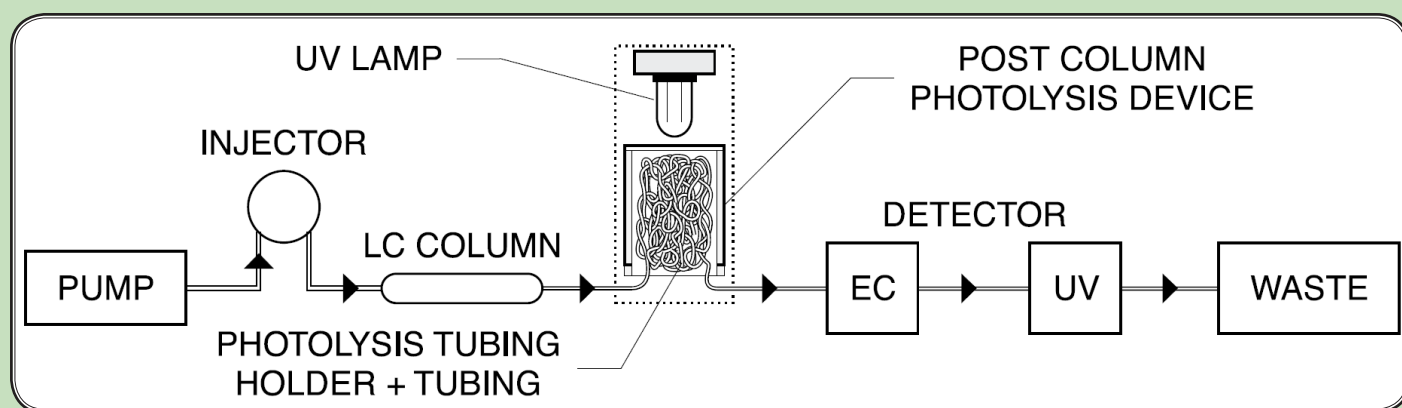 UV LAMP
POST COLUMN
PHOTOLYSIS DEVICE
INJECTOR
LC COLUMN
DETECTOR
PUMP
EC
UV
WASTE
PHOTOLYSIS TUBING
HOLDER + TUBING